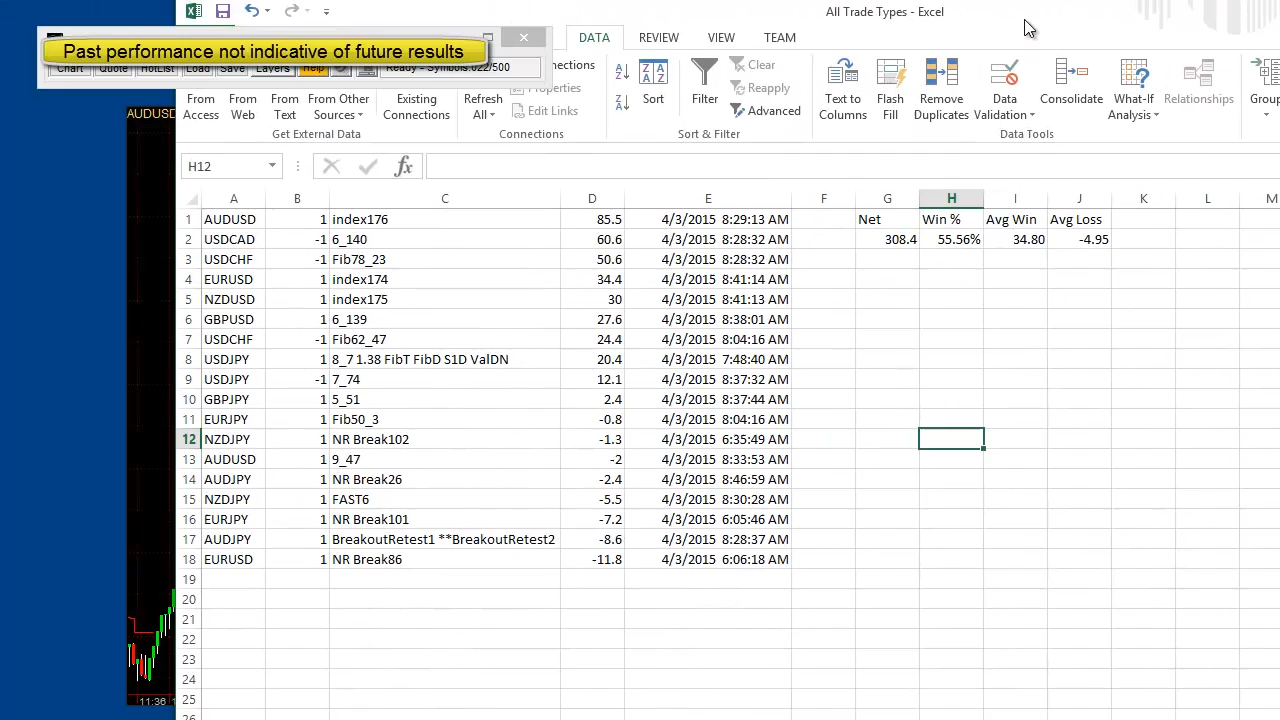 All Trade Types - Excel
Past performance not indicative of future results
DATA REVIEW VIEW TEAM
Chart Quote Hotlist Load Save Layers Help Ready - Symbols:022/500
Connections
Properties
Edit Links
Clear
Reapply
Advanced
From Access
From Web
From Text
From Other Sources
Existing Connections
Refresh All
Sort
Filter
Text to Columns
Flash Fill
Remove Duplicates
Data Validation
Consolidate
What-If Analysis
Relationships
Group
Get External Data Connections Sort & Filter Data Tools
H12 fx
AUDUSD
A B C D E F G H I J K L M
1 AUDUSD 1 index176 85.5 4/3/2015 8:29:13 AM Net Win % Avg Win Avg Loss
2 USDCAD -1 6_140 60.6 4/3/2015 8:28:32 AM 308.4 55.56% 34.80 -4.95
3 USDCHF -1 Fib78_23 50.6 4/3/2015 8:28:32 AM
4 EURUSD 1 index174 34.4 4/3/2015 8:41:14 AM
5 NZDUSD 1 index175 30 4/3/2015 8:41:13 AM
6 GBPUSD 1 6_139 27.6 4/3/2015 8:38:01 AM
7 USDCHF -1 Fib62_47 24.4 4/3/2015 8:04:16 AM
8 USDJPY 1 8_7 1.38 FibT FibD S1D ValDN 20.4 4/3/2015 7:48:40 AM
9 USDJPY -1 7_74 12.1 4/3/2015 8:37:32 AM
10 GBPJPY 1 5_51 2.4 4/3/2015 8:37:44 AM
11 EURJPY 1 Fib50_3 -0.8 4/3/2015 8:04:16 AM
12 NZDJPY 1 NR Break102 -1.3 4/3/2015 6:35:49 AM
13 AUDUSD 1 9_47 -2 4/3/2015 8:33:53 AM
14 AUDJPY 1 NR Break26 -2.4 4/3/2015 8:46:59 AM
15 NZDJPY 1 FAST6 -5.5 4/3/2015 8:30:28 AM
16 EURJPY 1 NR Break101 -7.2 4/3/2015 6:05:46 AM
17 AUDJPY 1 BreakoutRetest1 **BreakoutRetest2 -8.6 4/3/2015 8:28:37 AM
18 EURUSD 1 NR Break86 -11.8 4/3/2015 6:06:18 AM
19
20
21
22
23
24
25
26
11:36